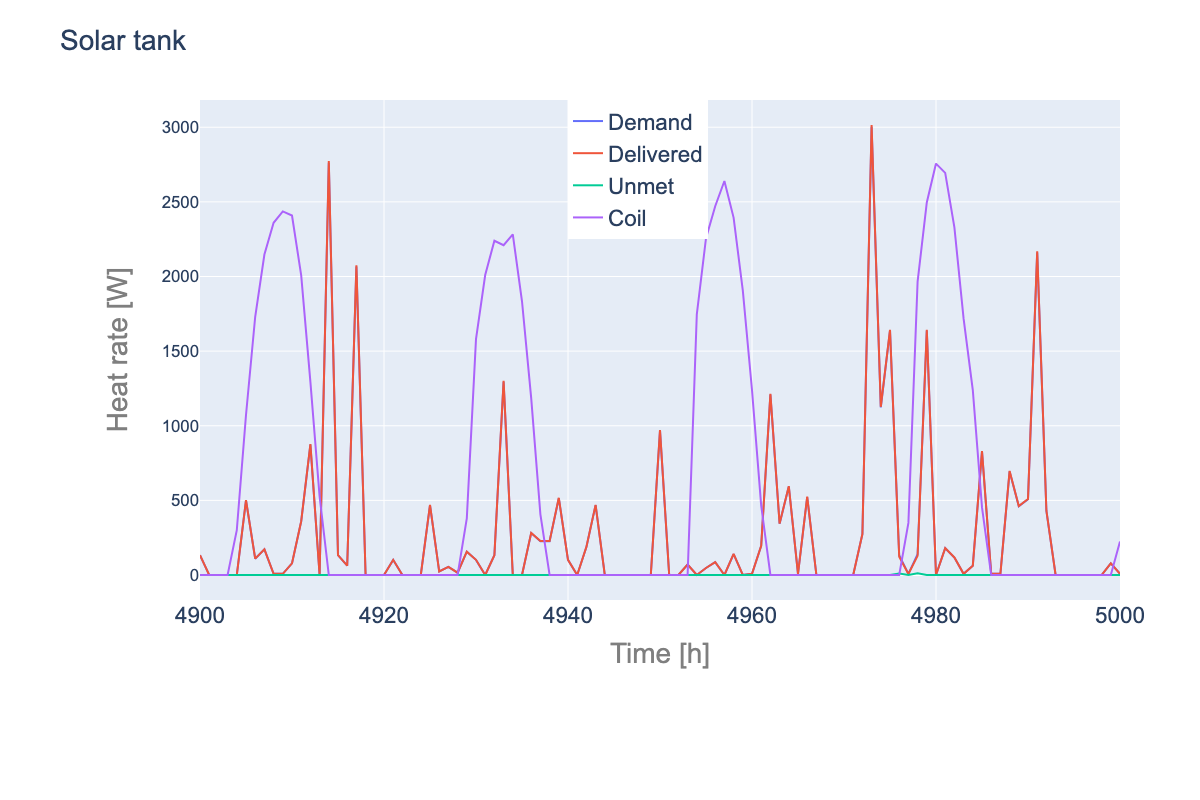 Solar tank
Demand
Delivered
Unmet
Coil
3000
2500
2000
1500
1000
500
0
Heat rate [W]
4900 4920 4940 4960 4980 5000
Time [h]